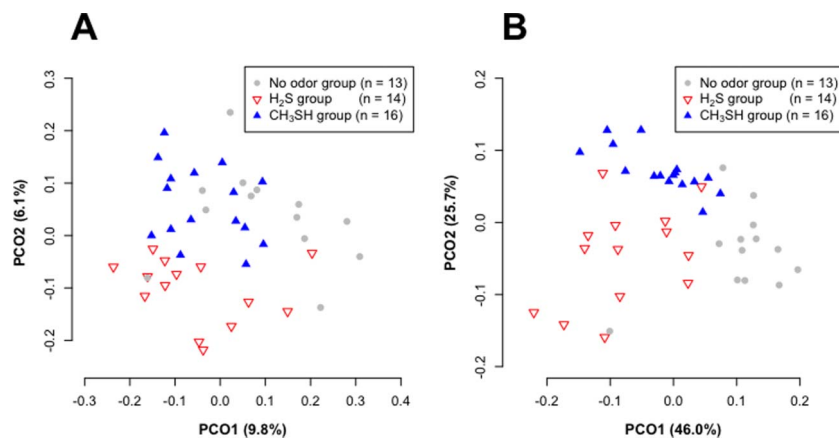 A
No odor group (n = 13)
H₂S group (n = 14)
CH₃SH group (n = 16)
PCO2 (6.1%)
0.3
0.2
0.1
0.0
-0.1
-0.2
-0.3 -0.2 -0.1 0.0 0.1 0.2 0.3 0.4
PCO1 (9.8%)
B
No odor group (n = 13)
H₂S group (n = 14)
CH₃SH group (n = 16)
PCO2 (25.7%)
0.2
0.1
0.0
-0.1
-0.2
-0.2 -0.1 0.0 0.1 0.2
PCO1 (46.0%)